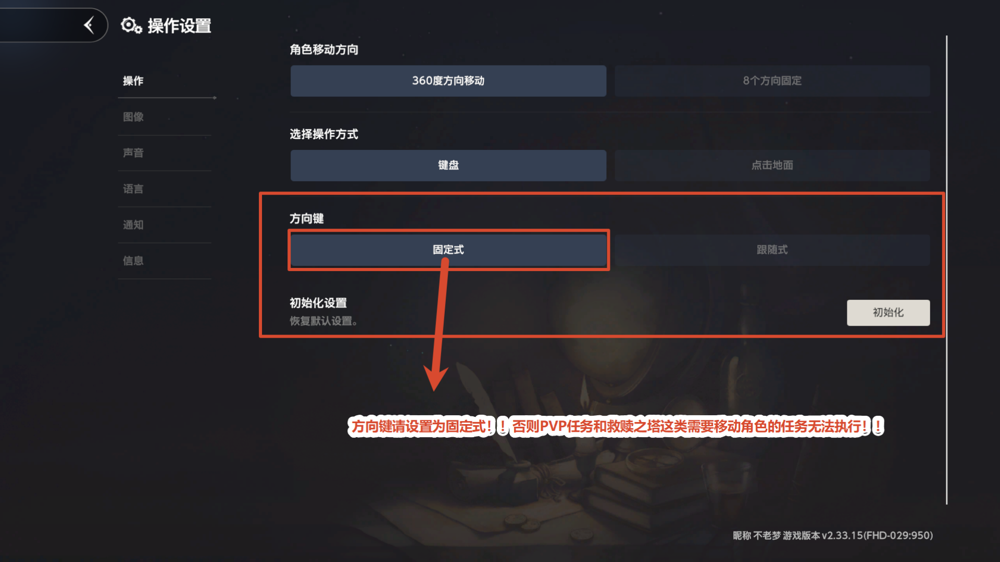 操作设置
操作
图像
声音
语言
通知
信息
角色移动方向
360度方向移动
8个方向固定
选择操作方式
键盘
点击地面
方向键
固定式
跟随式
初始化设置
恢复默认设置。
初始化
方向键请设置为固定式！！否则PVP任务和救赎之塔这类需要移动角色的任务无法执行！！
昵称 不老梦 游戏版本 v2.33.15(FHD-029:950)